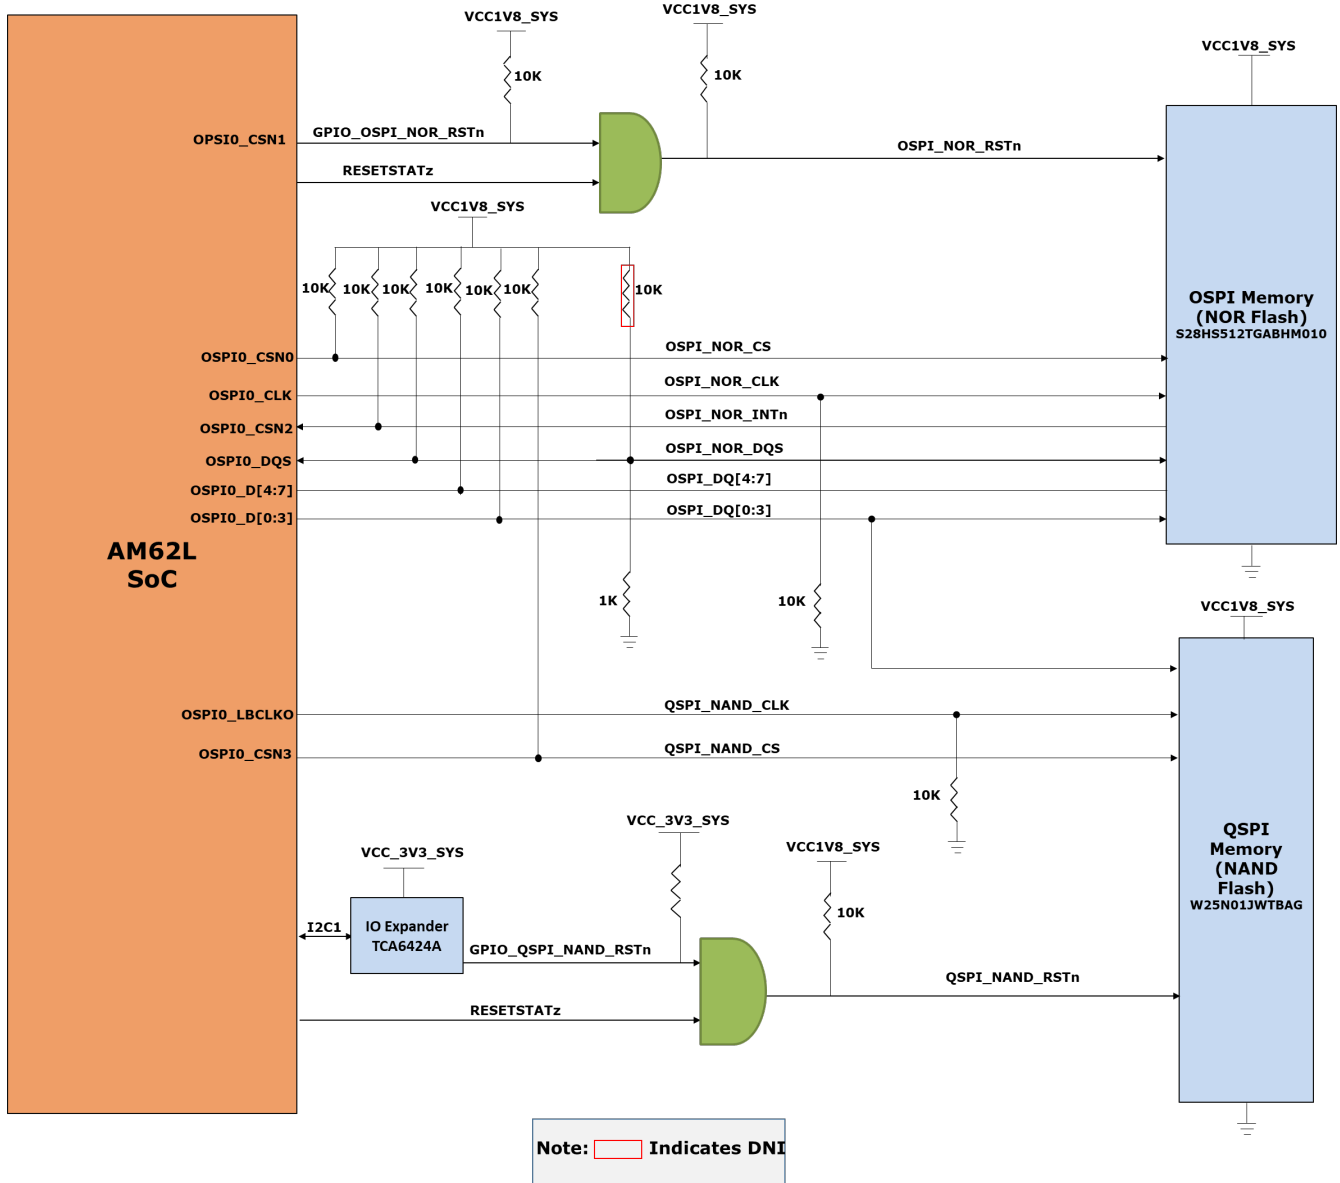 VCC1V8_SYS
VCC1V8_SYS
VCC1V8_SYS
10K
10K
OPSI0_CSN1
GPIO_OSPI_NOR_RSTn
OSPI_NOR_RSTn
RESETSTATz
VCC1V8_SYS
10K
10K
10K
10K
10K
10K
10K
OSPI Memory
(NOR Flash)
S28HS512TGABHM010
OSPI0_CSN0
OSPI_NOR_CS
OSPI0_CLK
OSPI_NOR_CLK
OSPI0_CSN2
OSPI_NOR_INTn
OSPI0_DQS
OSPI_NOR_DQS
OSPI0_D[4:7]
OSPI_DQ[4:7]
OSPI0_D[0:3]
OSPI_DQ[0:3]
AM62L
SoC
1K
10K
VCC1V8_SYS
OSPI0_LBCLKO
QSPI_NAND_CLK
OSPI0_CSN3
QSPI_NAND_CS
10K
VCC_3V3_SYS
VCC_3V3_SYS
VCC1V8_SYS
QSPI
Memory
(NAND
Flash)
W25N01JWTBAG
10K
I2C1
IO Expander
TCA6424A
GPIO_QSPI_NAND_RSTn
QSPI_NAND_RSTn
RESETSTATz
Note: Indicates DNI